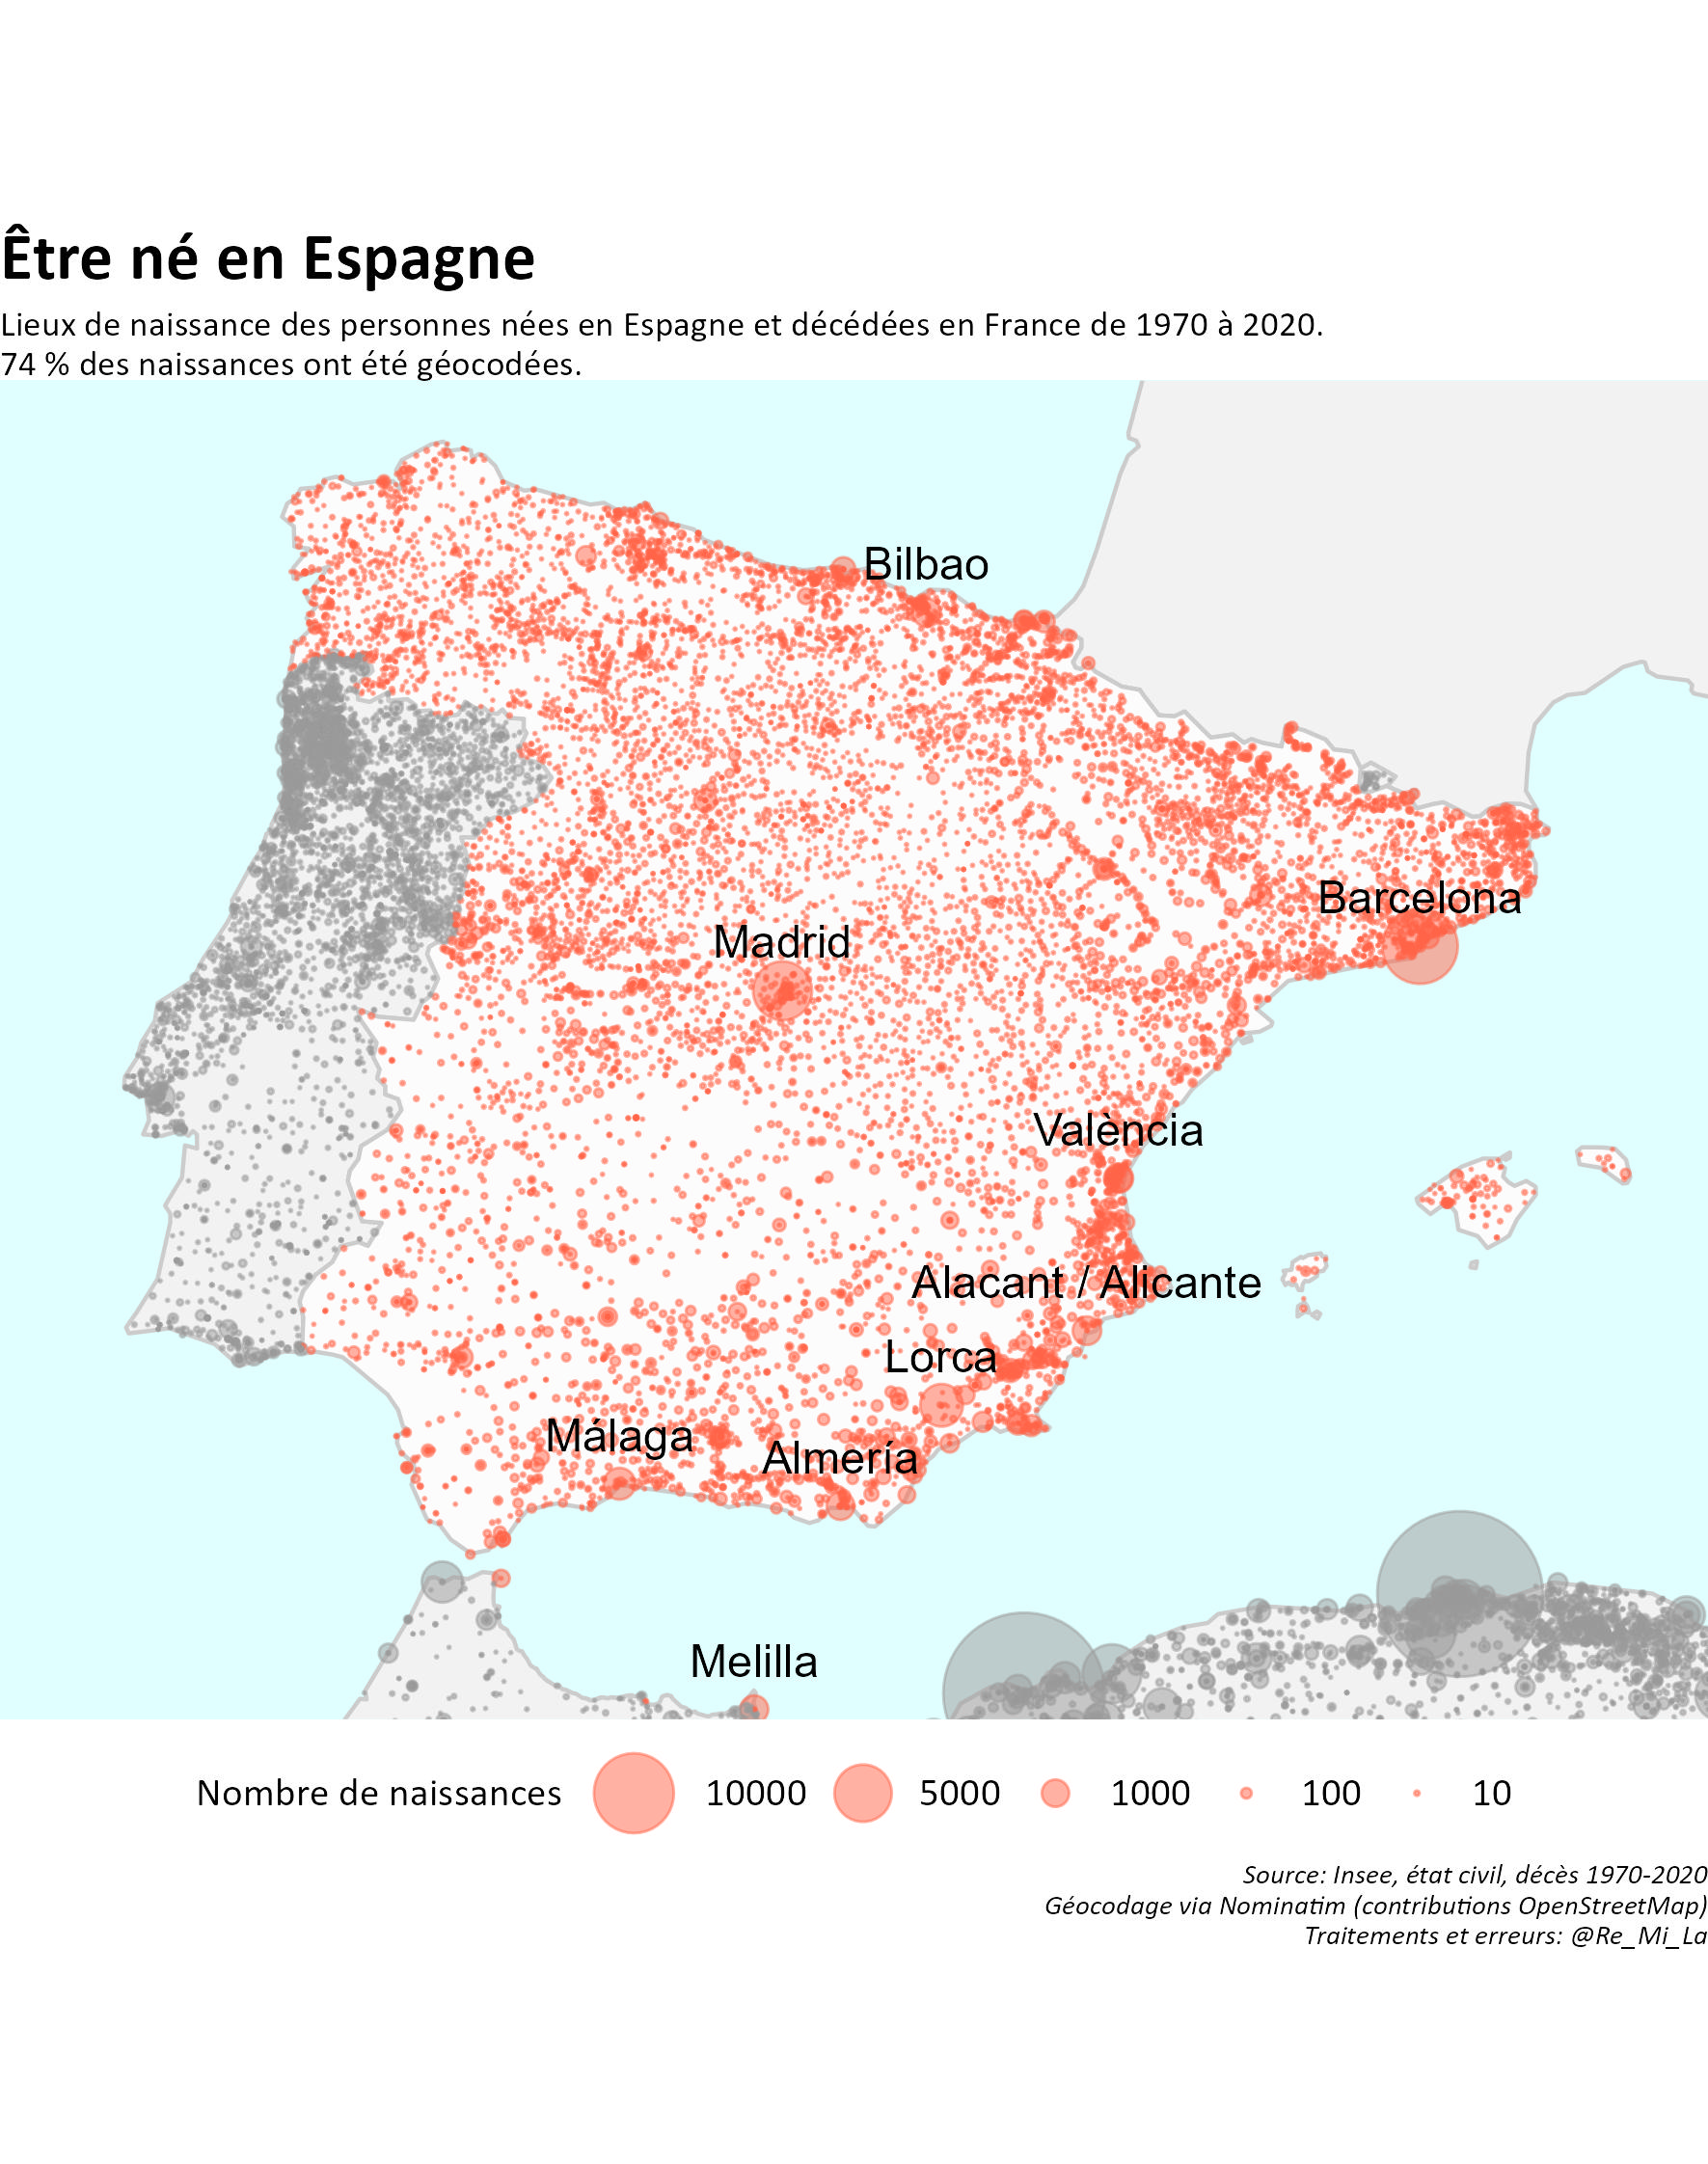 Être né en Espagne
Lieux de naissance des personnes nées en Espagne et décédées en France de 1970 à 2020.
74 % des naissances ont été géocodées.
Bilbao
Barcelona
Madrid
València
Alacant / Alicante
Lorca
Málaga
Almería
Melilla
Nombre de naissances 10000 5000 1000 100 10
Source: Insee, état civil, décès 1970-2020
Géocodage via Nominatim (contributions OpenStreetMap)
Traitements et erreurs: @Re_Mi_La